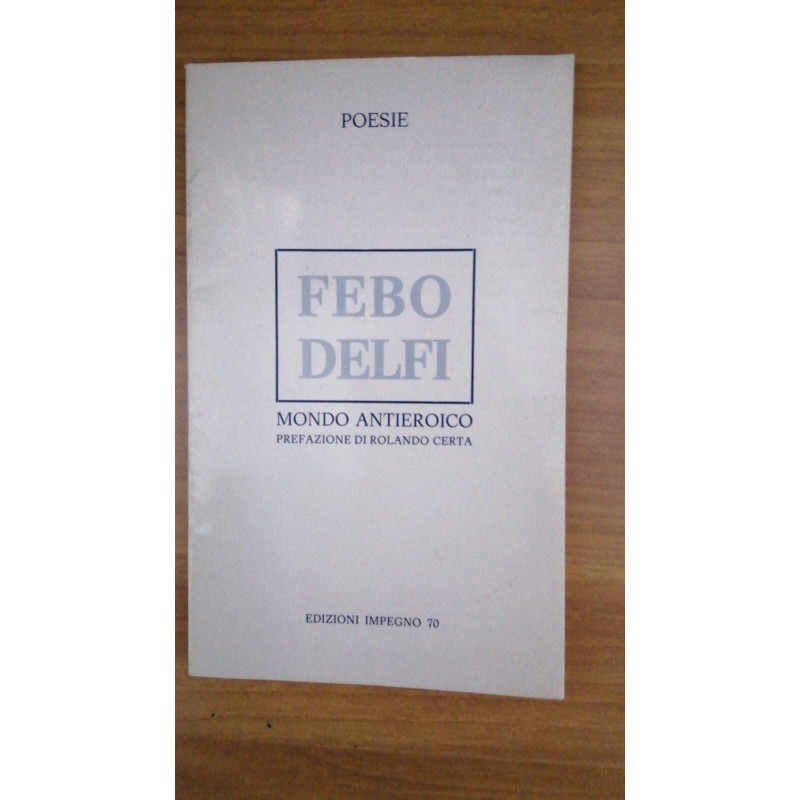 POESIE
FEBO
DELFI
MONDO ANTIEROICO
PREFAZIONE DI ROLANDO CERTA
EDIZIONI IMPEGNO 70